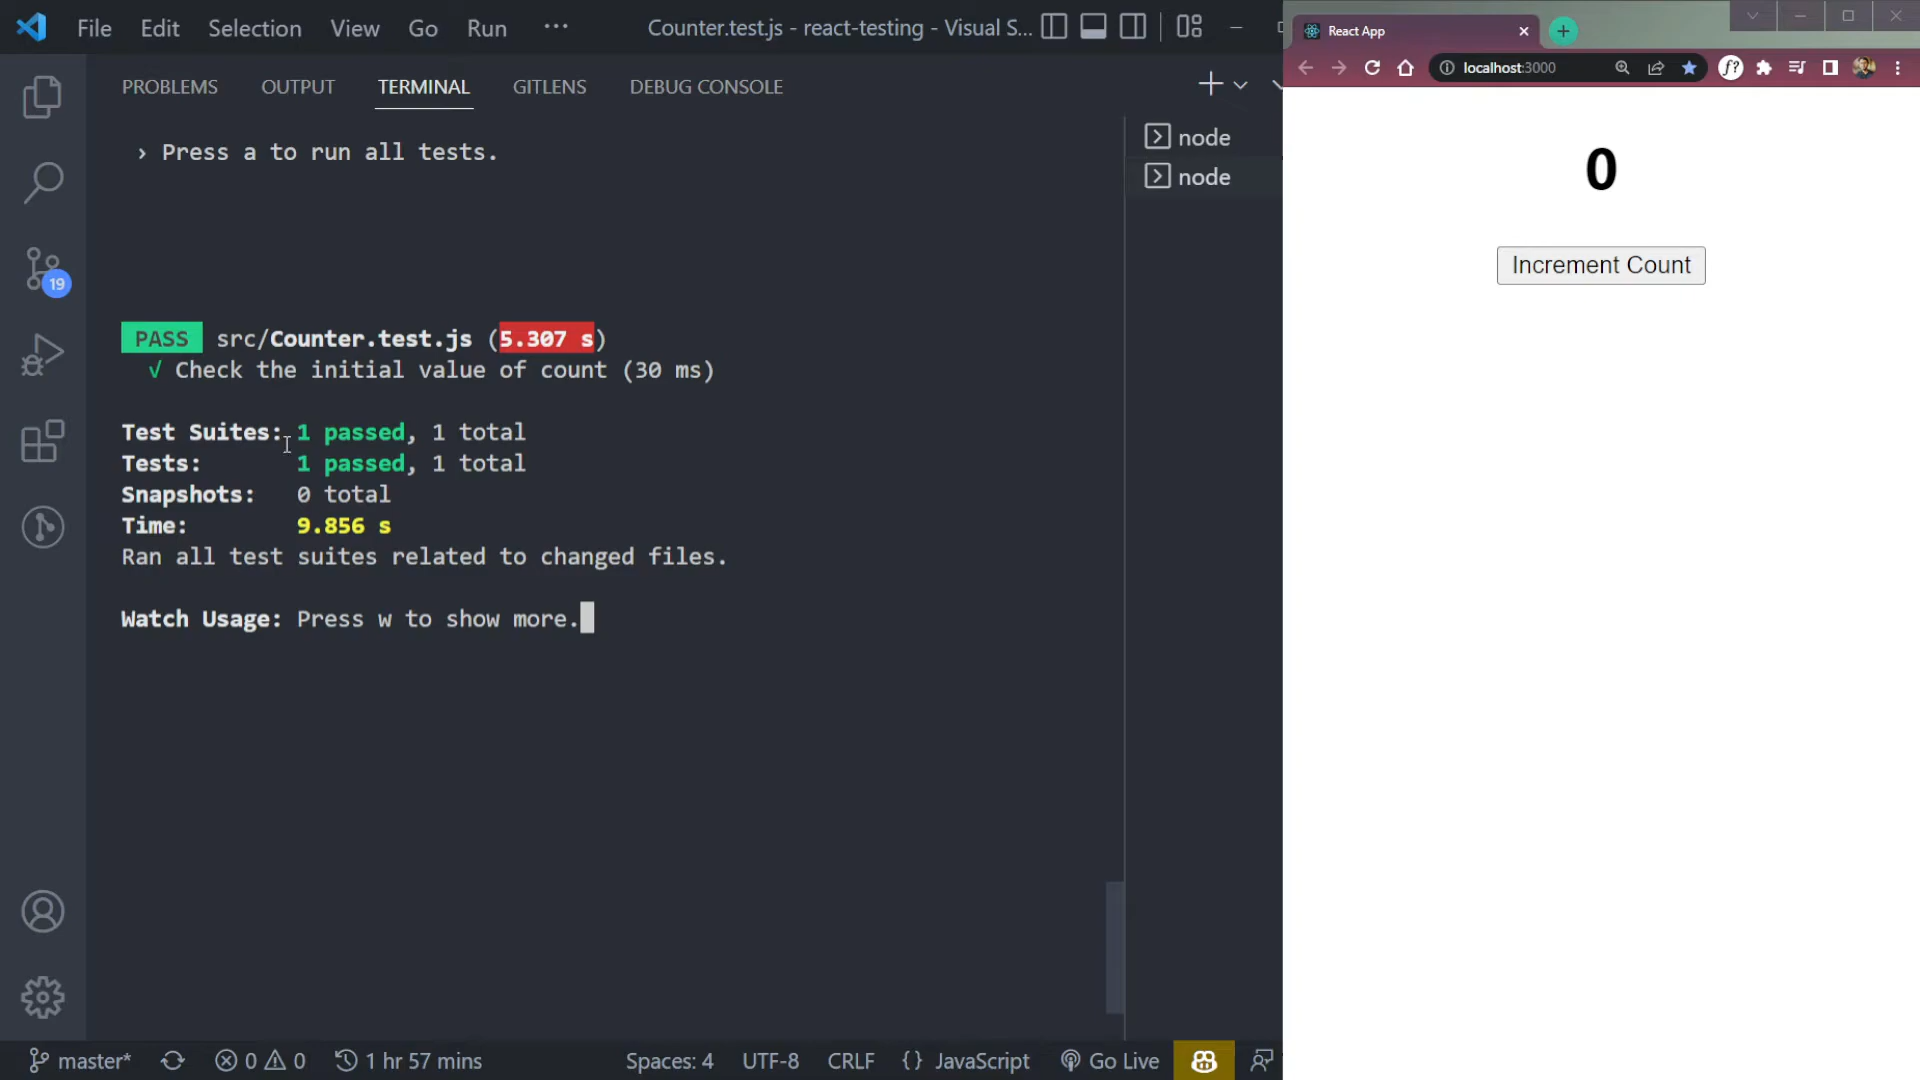 File Edit Selection View Go Run ··· Counter.test.js - react-testing - Visual S...
PROBLEMS OUTPUT TERMINAL GITLENS DEBUG CONSOLE
› Press a to run all tests.
node
node
PASS src/Counter.test.js (5.307 s)
√ Check the initial value of count (30 ms)
Test Suites: 1 passed, 1 total
Tests: 1 passed, 1 total
Snapshots: 0 total
Time: 9.856 s
Ran all test suites related to changed files.
Watch Usage: Press w to show more.
19
master* 0 0 1 hr 57 mins Spaces: 4 UTF-8 CRLF {} JavaScript Go Live
React App
localhost:3000
f?
0
Increment Count